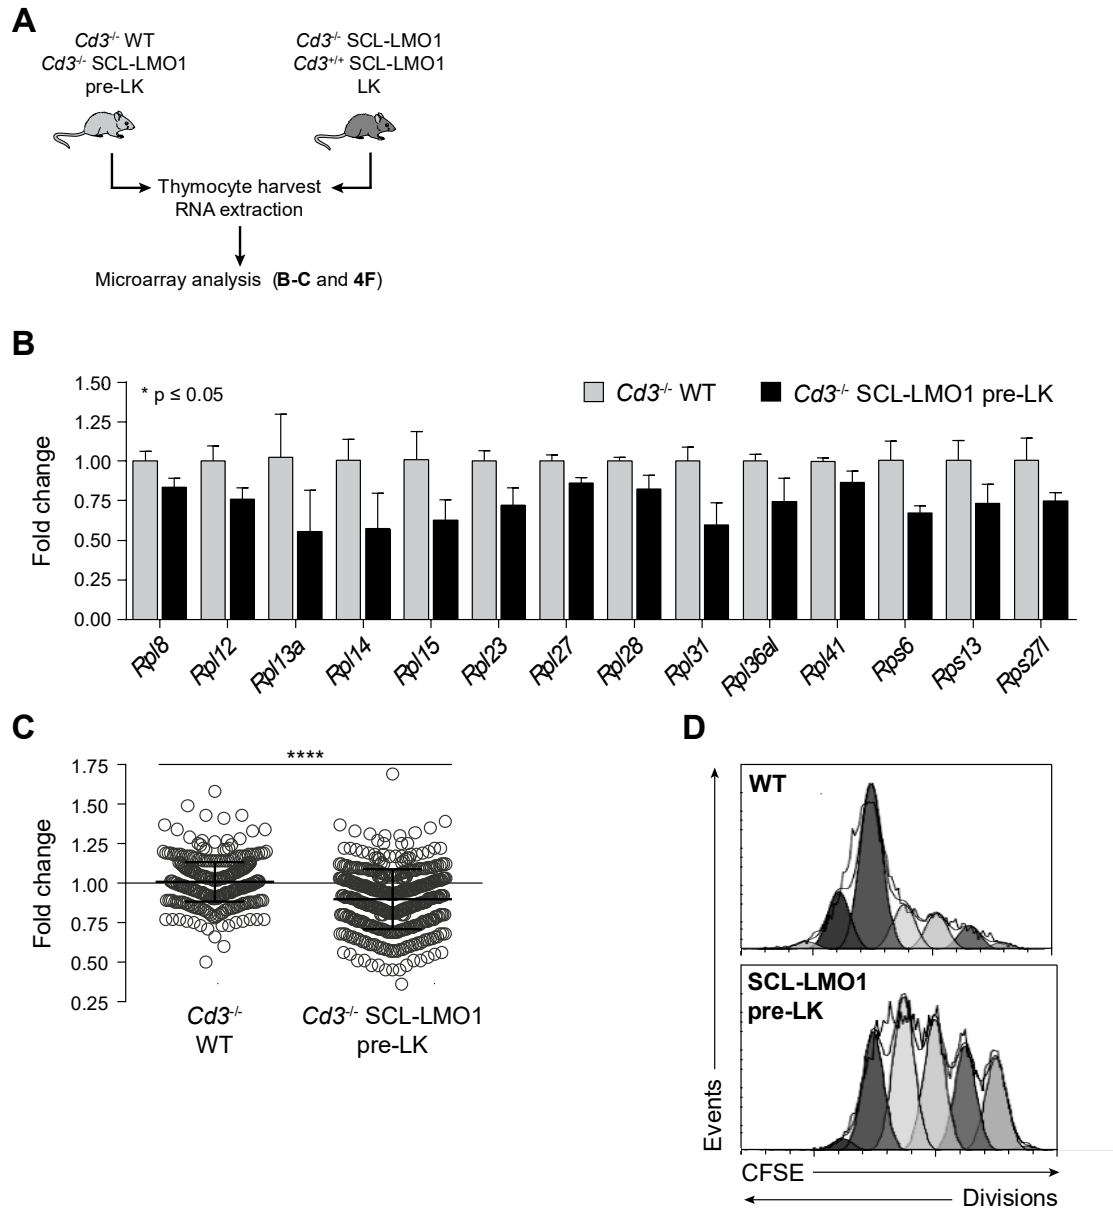 A
Cd3-/- WT
Cd3-/- SCL-LMO1
pre-LK
Cd3-/- SCL-LMO1
Cd3+/+ SCL-LMO1
LK
Thymocyte harvest
RNA extraction
Microarray analysis (B-C and 4F)
B
* p ≤ 0.05
Cd3-/- WT
Cd3-/- SCL-LMO1 pre-LK
Fold change
1.50
1.25
1.00
0.75
0.50
0.25
0.00
Rpl8
Rpl12
Rpl13a
Rpl14
Rpl15
Rpl23
Rpl27
Rpl28
Rpl31
Rpl36al
Rpl41
Rps6
Rps13
Rps27l
C
****
Fold change
1.75
1.50
1.25
1.00
0.75
0.50
0.25
Cd3-/-
WT
Cd3-/- SCL-LMO1
pre-LK
D
WT
SCL-LMO1
pre-LK
Events
CFSE
Divisions